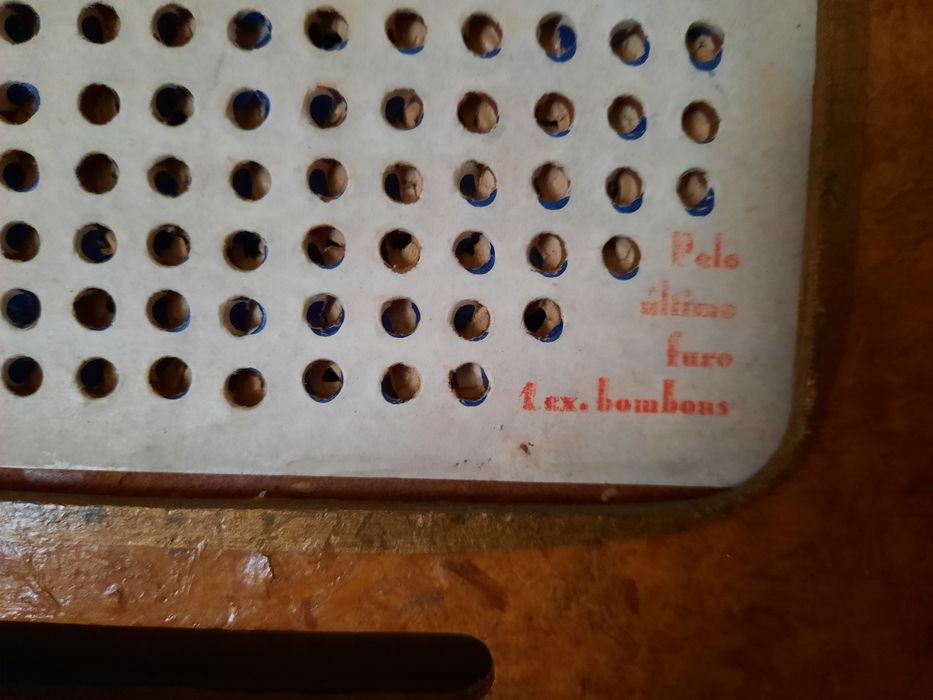 Pelo
último
furo
1 cx. bombons